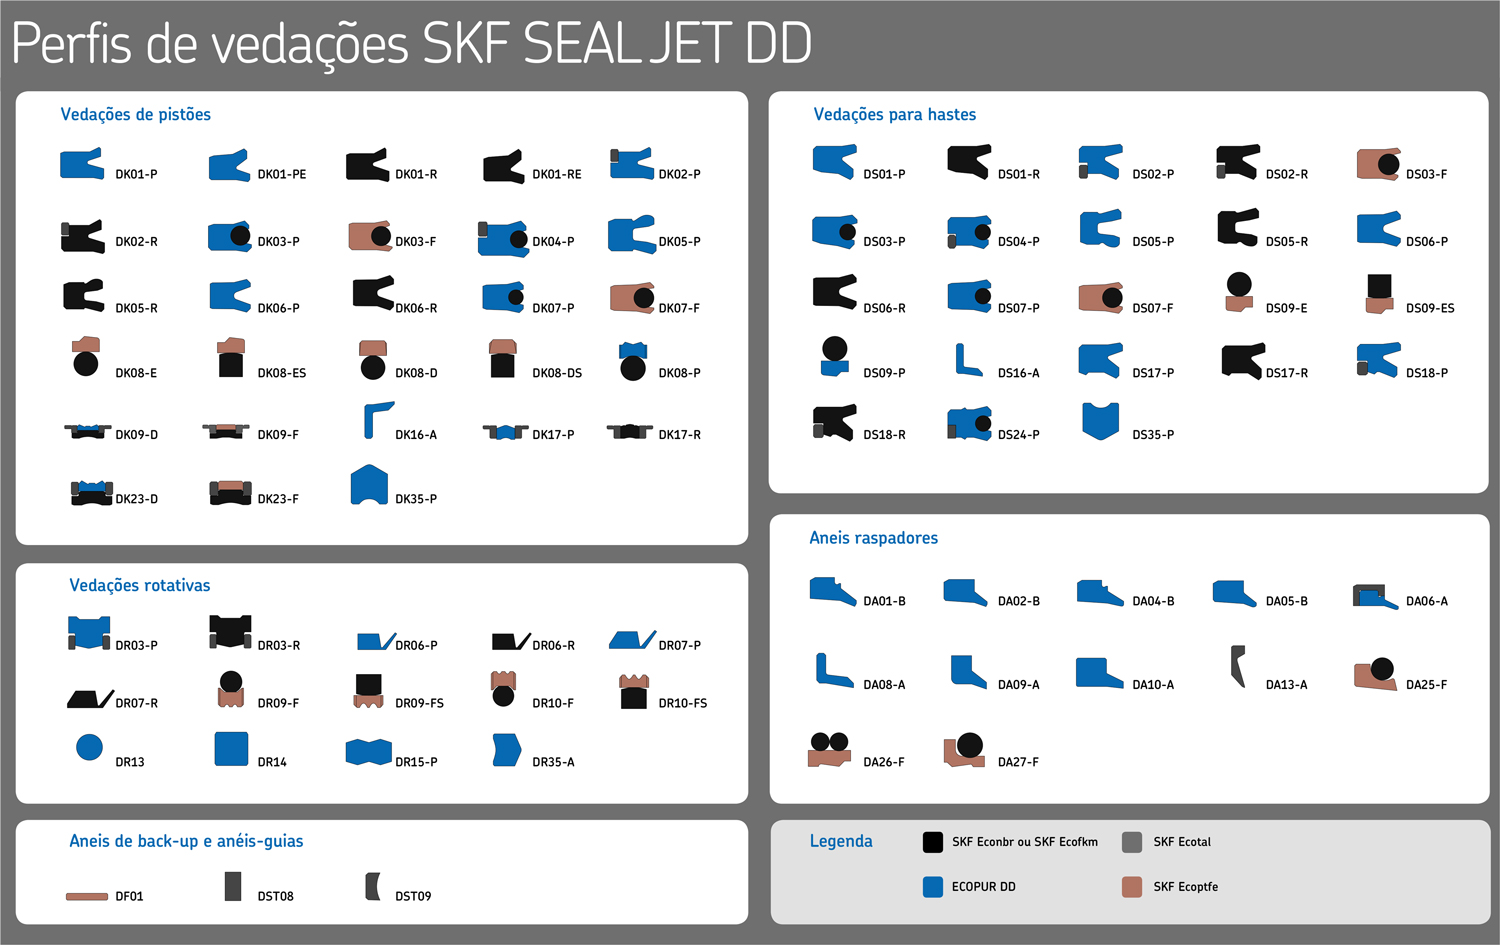 Perfis de vedações SKF SEAL JET DD
Vedações de pistões
DK01-P DK01-PE DK01-R DK01-RE DK02-P
DK02-R DK03-P DK03-F DK04-P DK05-P
DK05-R DK06-P DK06-R DK07-P DK07-F
DK08-E DK08-ES DK08-D DK08-DS DK08-P
DK09-D DK09-F DK16-A DK17-P DK17-R
DK23-D DK23-F DK35-P
Vedações para hastes
DS01-P DS01-R DS02-P DS02-R DS03-F
DS03-P DS04-P DS05-P DS05-R DS06-P
DS06-R DS07-P DS07-F DS09-E DS09-ES
DS09-P DS16-A DS17-P DS17-R DS18-P
DS18-R DS24-P DS35-P
Vedações rotativas
DR03-P DR03-R DR06-P DR06-R DR07-P
DR07-R DR09-F DR09-FS DR10-F DR10-FS
DR13 DR14 DR15-P DR35-A
Aneis raspadores
DA01-B DA02-B DA04-B DA05-B DA06-A
DA08-A DA09-A DA10-A DA13-A DA25-F
DA26-F DA27-F
Aneis de back-up e anéis-guias
DF01 DST08 DST09
Legenda
SKF Econbr ou SKF Ecofkm SKF Ecotal
ECOPUR DD SKF Ecoptfe